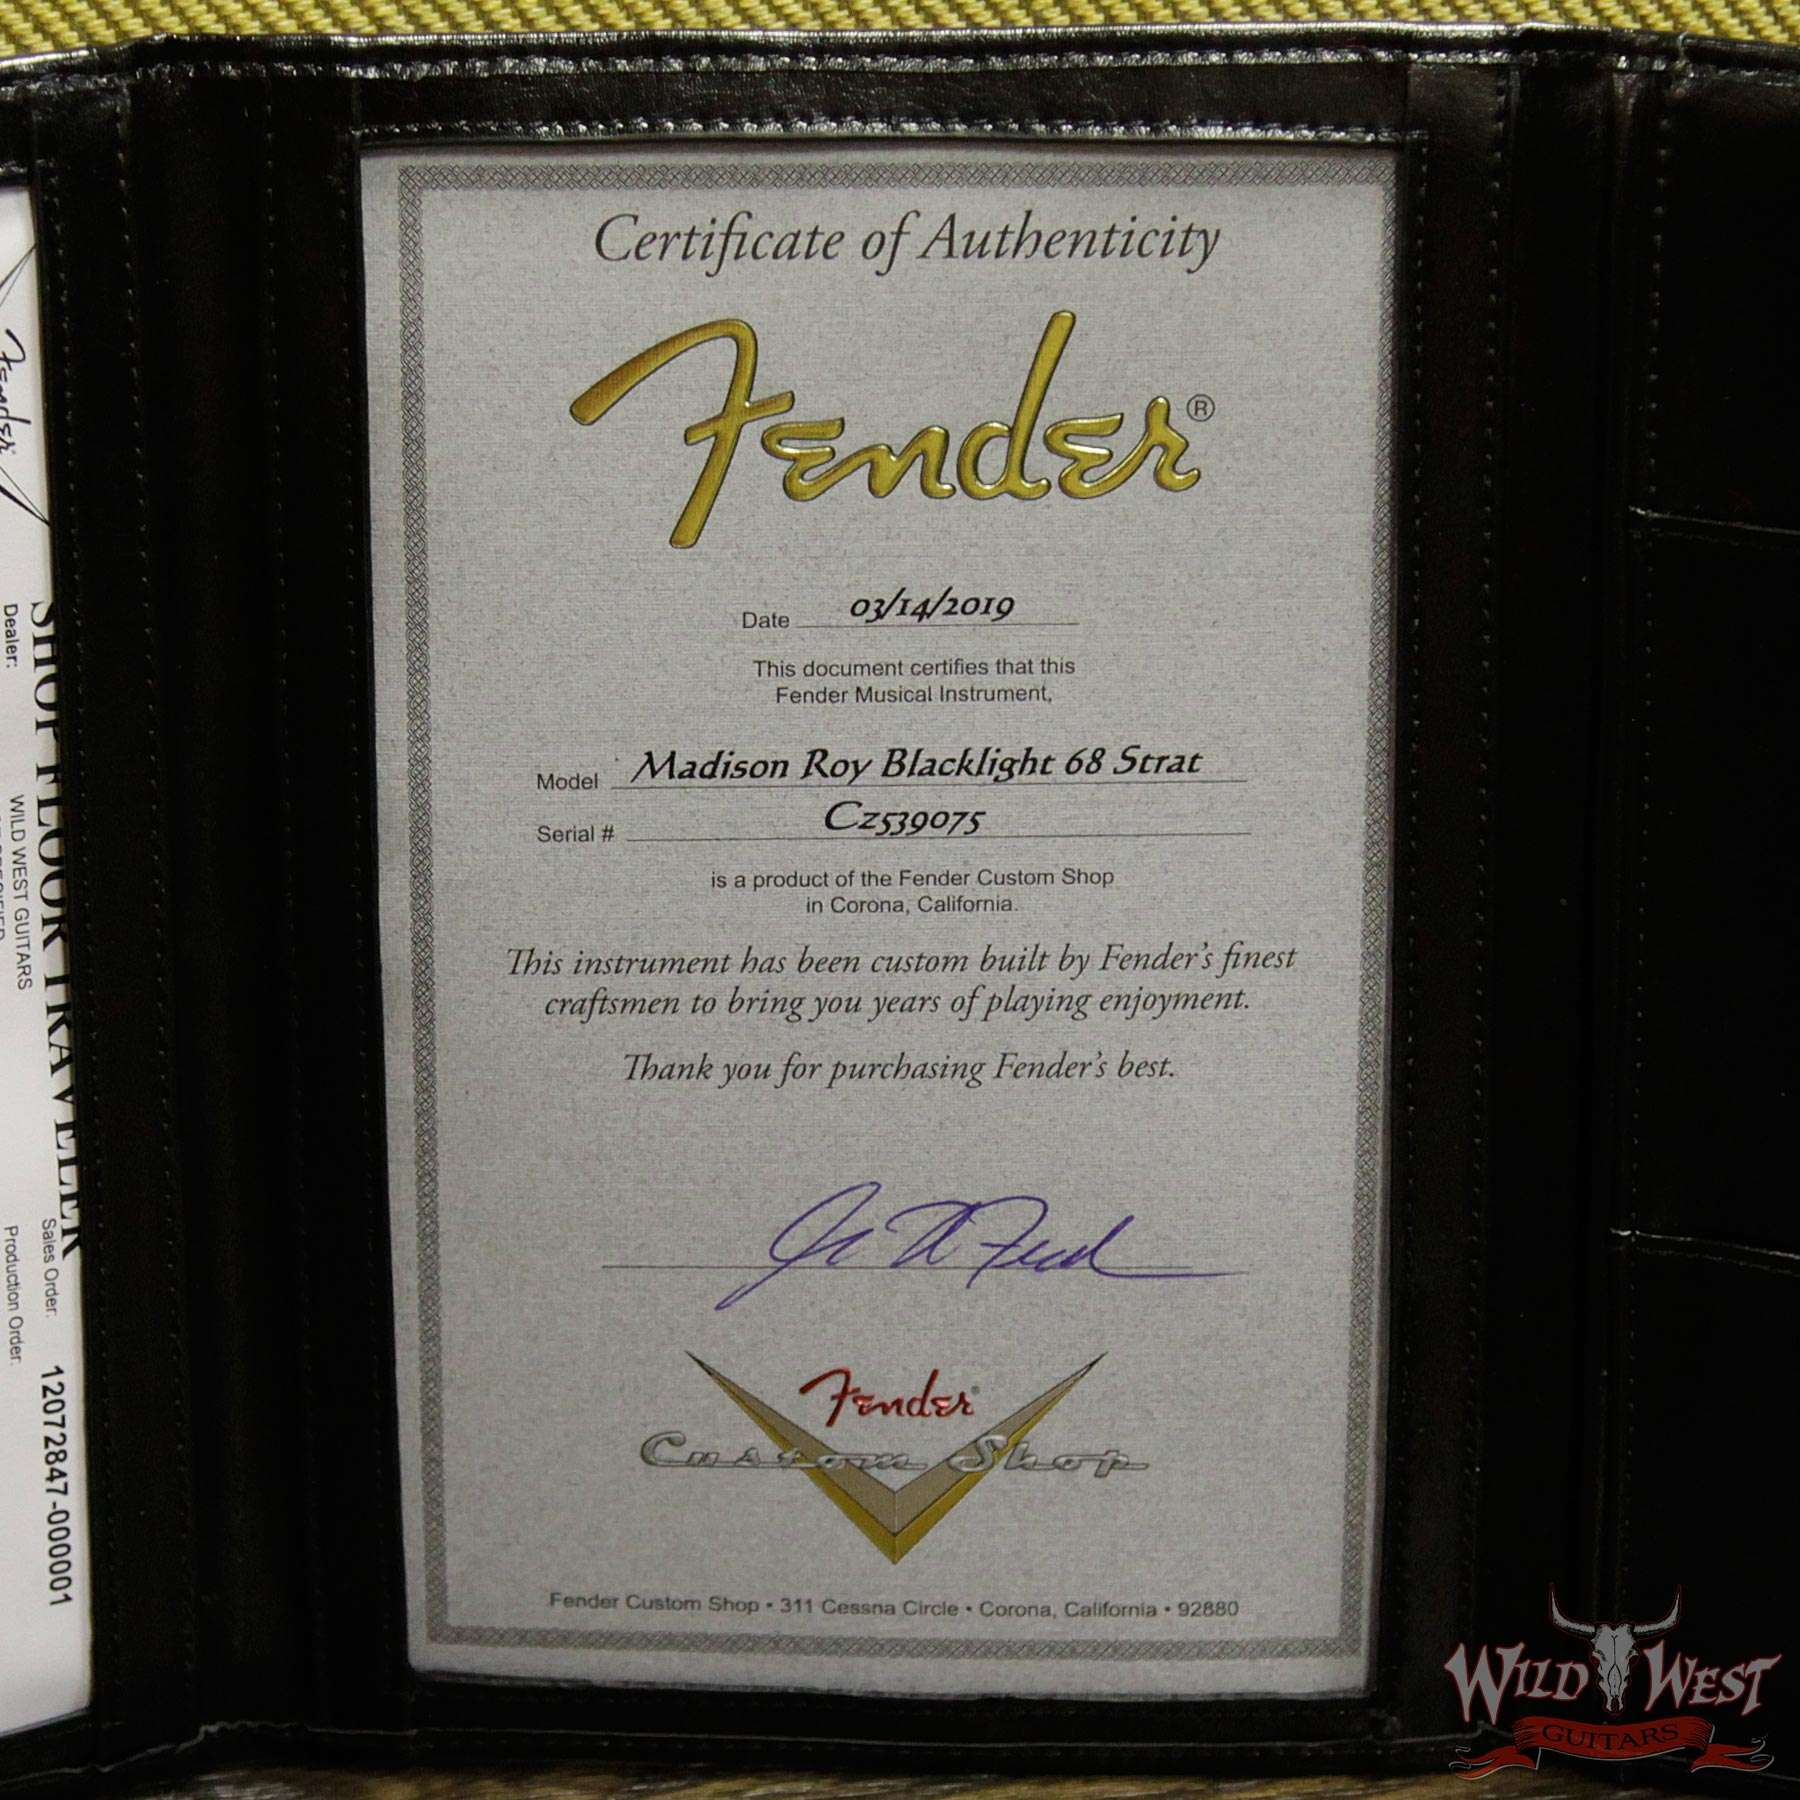 Fender
SHOP FLOOR TRAVELER
Dealer:
WILD WEST GUITARS
Sales Order:
12072847-000001
Production Order:
Certificate of Authenticity
Fender®
Date 03/14/2019
This document certifies that this
Fender Musical Instrument,
Model Madison Roy Blacklight 68 Strat
Serial # Cz539075
is a product of the Fender Custom Shop
in Corona, California.
This instrument has been custom built by Fender's finest
craftsmen to bring you years of playing enjoyment.
Thank you for purchasing Fender's best.
Fender
Custom Shop
Fender Custom Shop • 311 Cessna Circle • Corona, California • 92880
WILD WEST
GUITARS